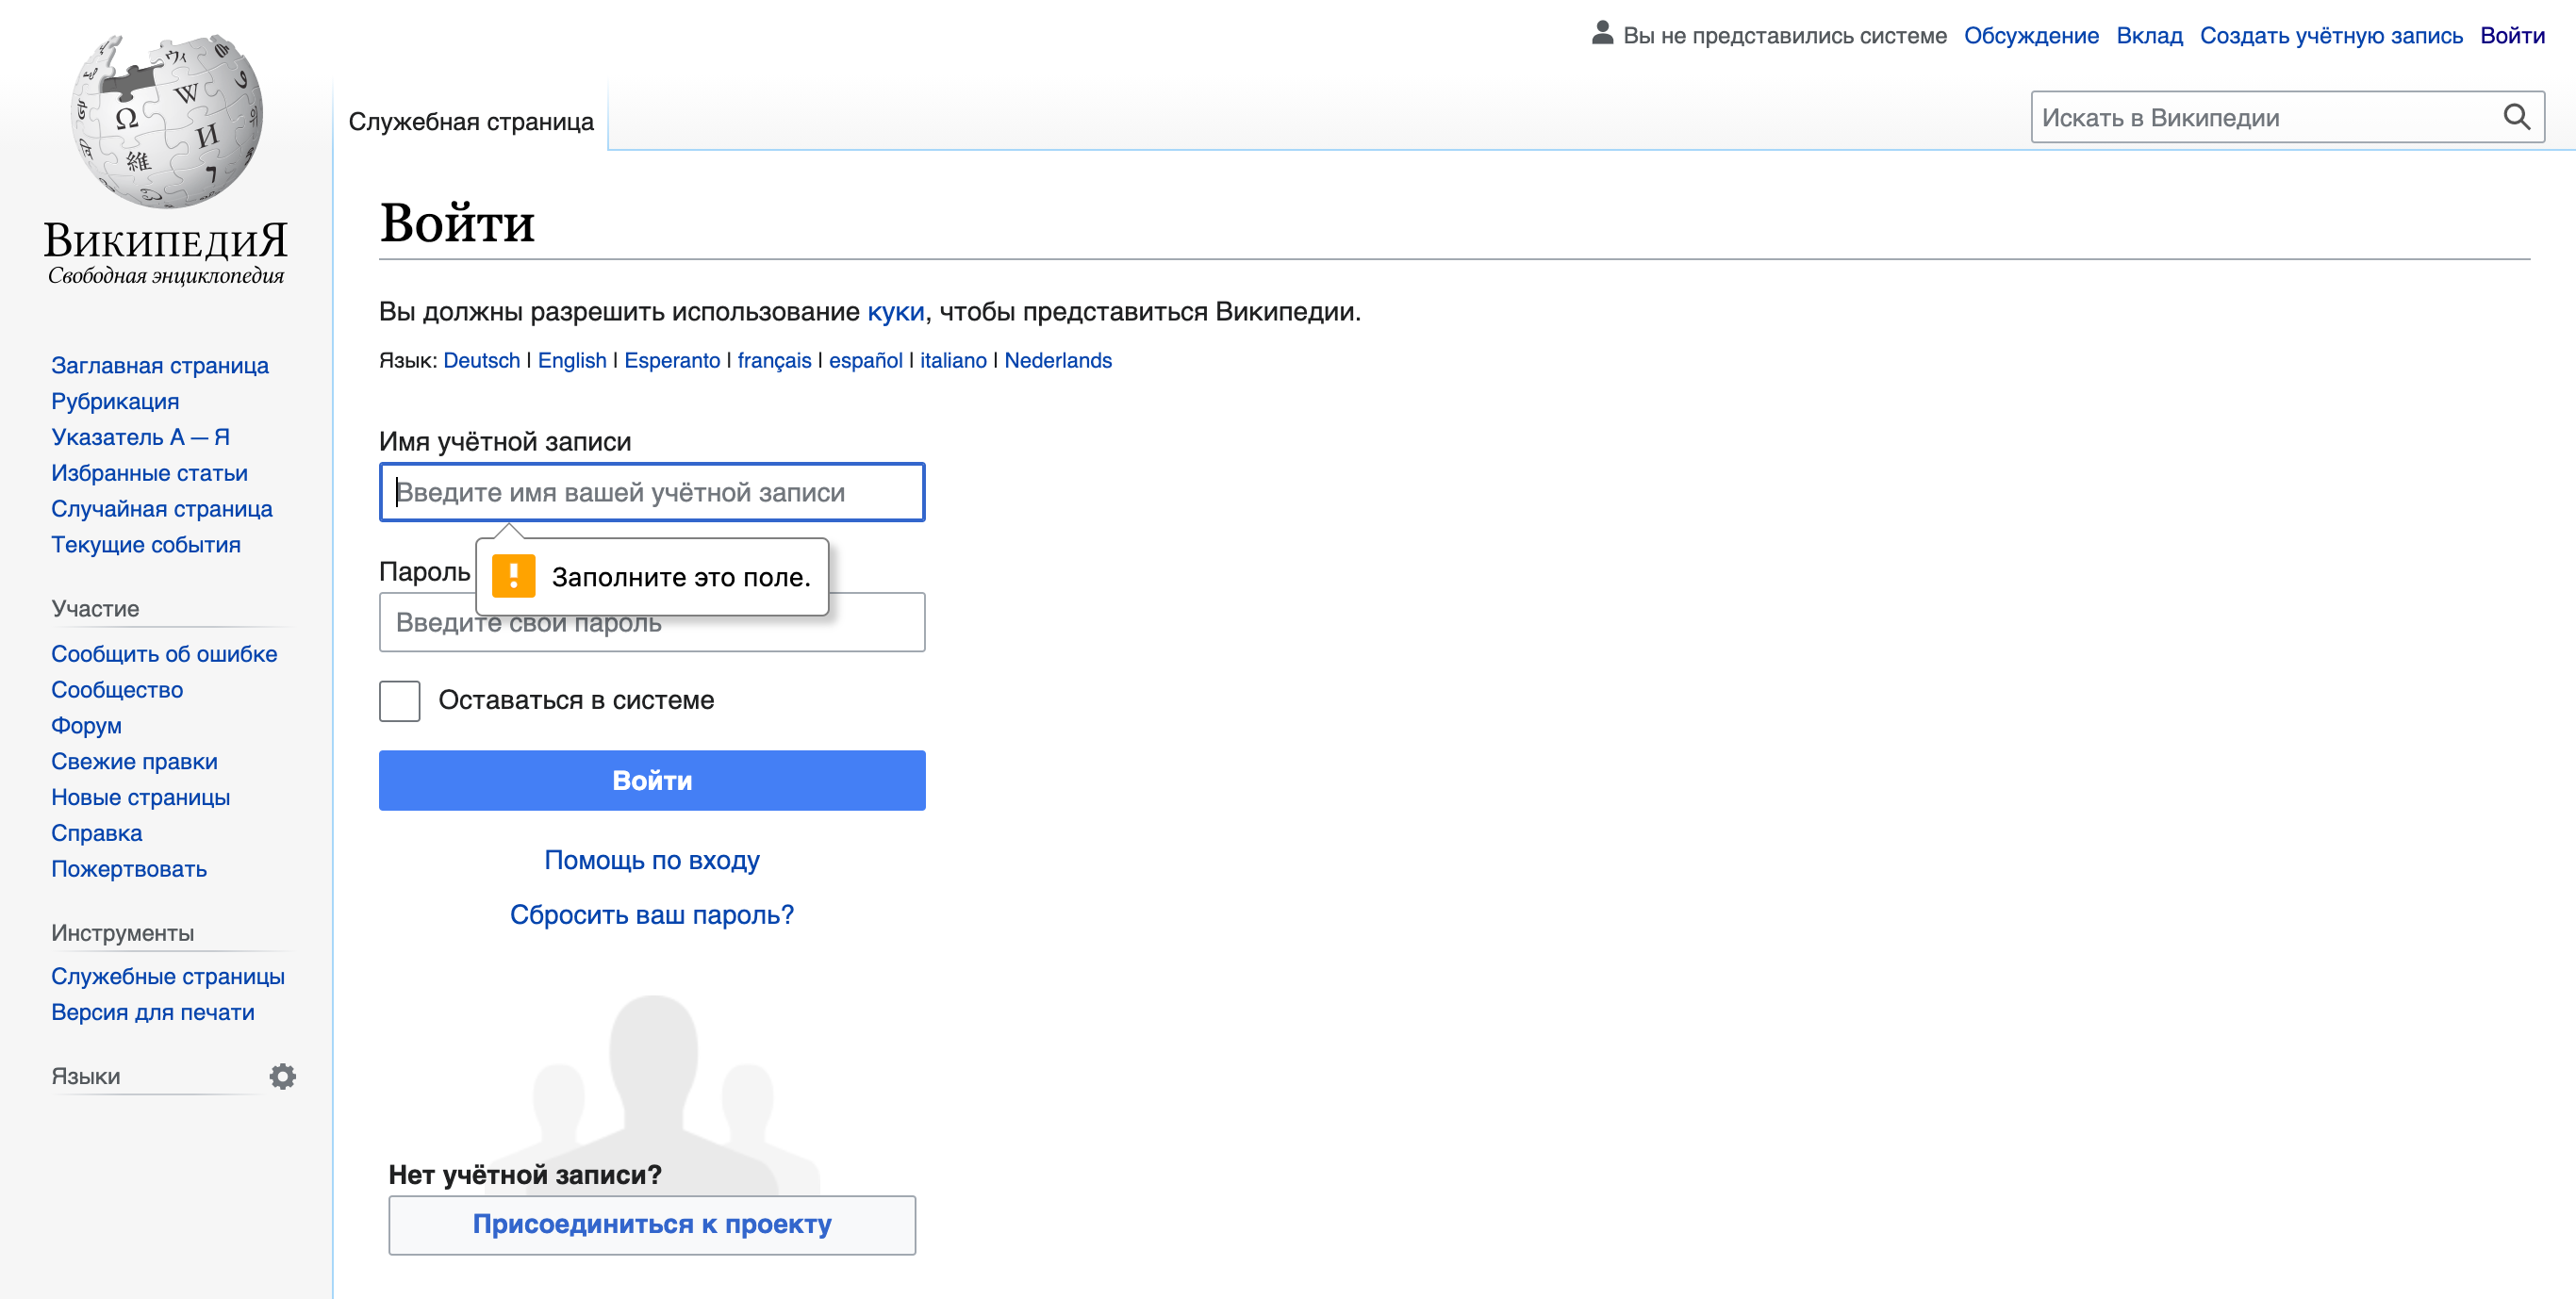 Вы не представились системе Обсуждение Вклад Создать учётную запись Войти
Служебная страница
Искать в Википедии
ВикипедиЯ
Свободная энциклопедия
Заглавная страница
Рубрикация
Указатель А — Я
Избранные статьи
Случайная страница
Текущие события
Участие
Сообщить об ошибке
Сообщество
Форум
Свежие правки
Новые страницы
Справка
Пожертвовать
Инструменты
Служебные страницы
Версия для печати
Языки
Войти
Вы должны разрешить использование куки, чтобы представиться Википедии.
Язык: Deutsch | English | Esperanto | français | español | italiano | Nederlands
Имя учётной записи
Введите имя вашей учётной записи
Заполните это поле.
Пароль
Введите свой пароль
Оставаться в системе
Войти
Помощь по входу
Сбросить ваш пароль?
Нет учётной записи?
Присоединиться к проекту